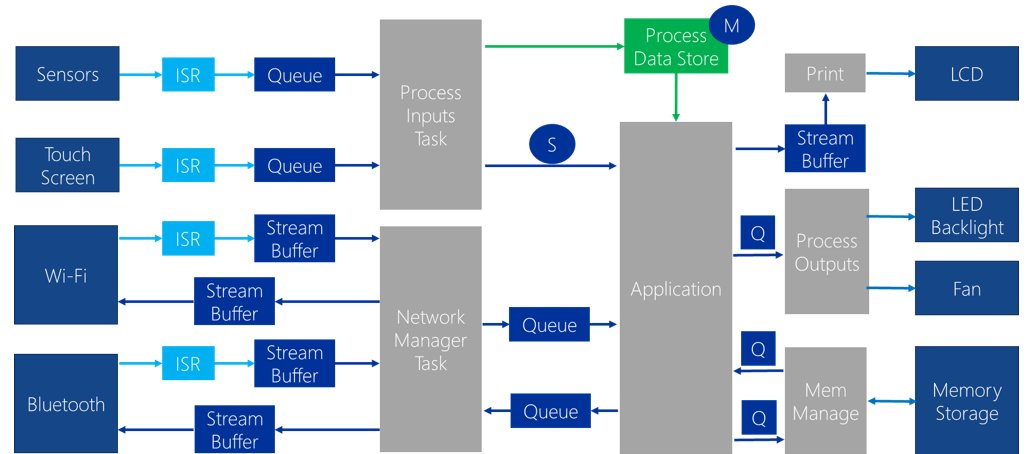 Sensors
ISR
Queue
Process
Inputs
Task
Process
Data Store
M
Print
LCD
Touch
Screen
ISR
Queue
S
Stream
Buffer
Wi-Fi
ISR
Stream
Buffer
Stream
Buffer
Network
Manager
Task
Queue
Application
Q
Process
Outputs
LED
Backlight
Fan
Bluetooth
ISR
Stream
Buffer
Stream
Buffer
Queue
Q
Q
Mem
Manage
Memory
Storage